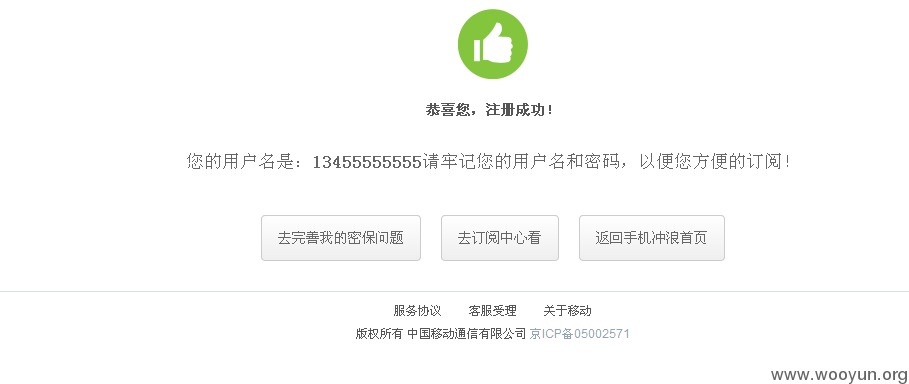 恭喜您，注册成功！
您的用户名是：13455555555请牢记您的用户名和密码，以便您方便的订阅！
去完善我的密保问题 去订阅中心看 返回手机冲浪首页
服务协议 客服受理 关于移动
版权所有 中国移动通信有限公司 京ICP备05002571
www.wooyun.org